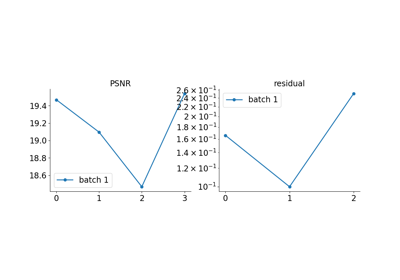 PSNR
19.4
19.2
19.0
18.8
18.6
0 1 2 3
batch 1
residual
2.6 × 10⁻¹
2.4 × 10⁻¹
2.2 × 10⁻¹
2 × 10⁻¹
1.8 × 10⁻¹
1.6 × 10⁻¹
1.4 × 10⁻¹
1.2 × 10⁻¹
10⁻¹
0 1 2
batch 1